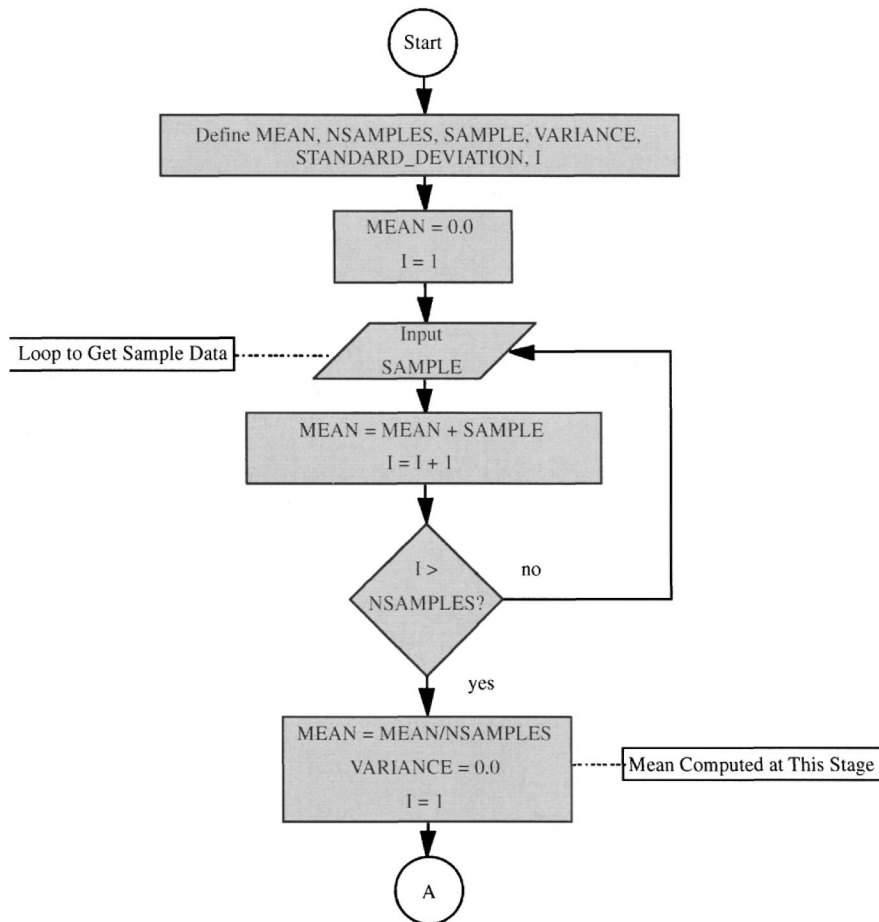 Start
Define MEAN, NSAMPLES, SAMPLE, VARIANCE,
STANDARD_DEVIATION, I
MEAN = 0.0
I = 1
Input
SAMPLE
Loop to Get Sample Data
MEAN = MEAN + SAMPLE
I = I + 1
I >
NSAMPLES?
no
yes
MEAN = MEAN/NSAMPLES
VARIANCE = 0.0
I = 1
Mean Computed at This Stage
A